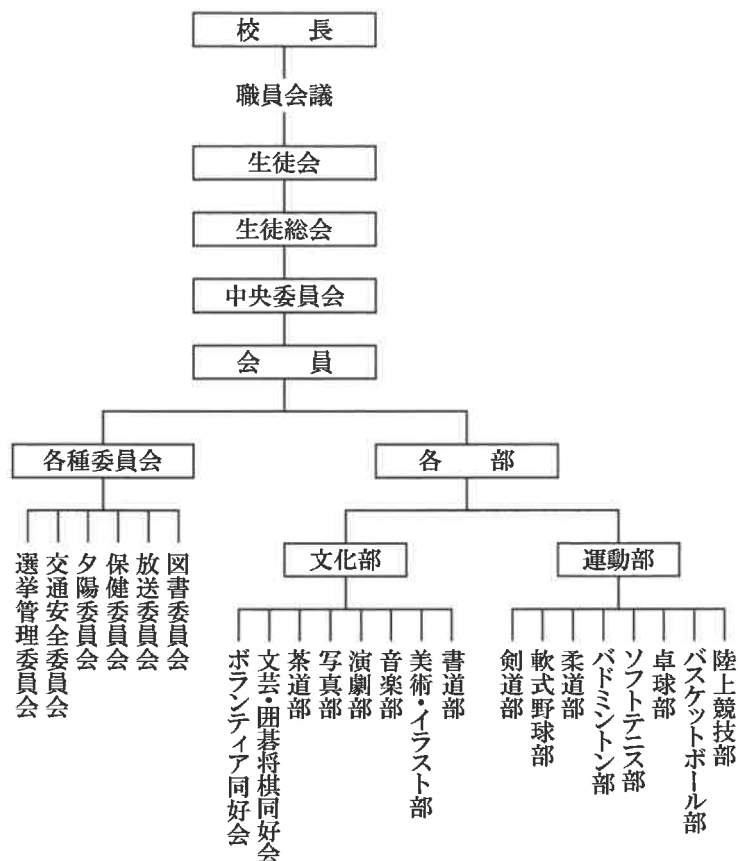 校長
職員会議
生徒会
生徒総会
中央委員会
会員
各種委員会
各部
図書委員会
放送委員会
保健委員会
夕陽委員会
交通安全委員会
選挙管理委員会
文化部
運動部
書道部
美術・イラスト部
音楽部
演劇部
写真部
茶道部
文芸・囲碁将棋同好会
ボランティア同好会
陸上競技部
バスケットボール部
卓球部
ソフトテニス部
バドミントン部
柔道部
軟式野球部
剣道部